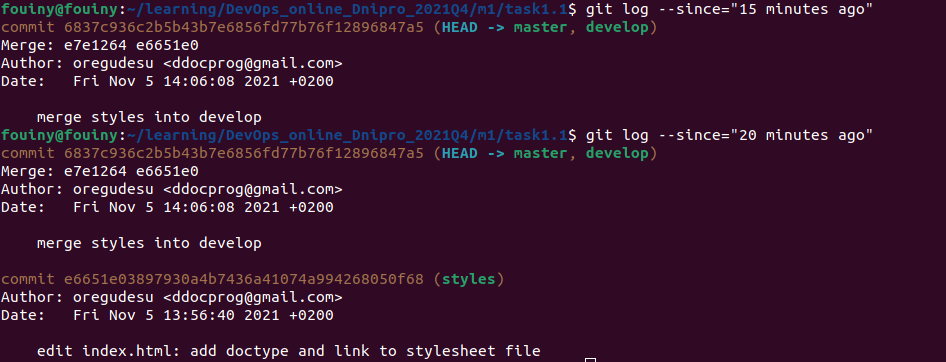 fouiny@fouiny:~/learning/DevOps_online_Dnipro_2021Q4/m1/task1.1$ git log --since="15 minutes ago"
commit 6837c936c2b5b43b7e6856fd77b76f12896847a5 (HEAD -> master, develop)
Merge: e7e1264 e6651e0
Author: oregudesu <ddocprog@gmail.com>
Date:   Fri Nov 5 14:06:08 2021 +0200
    merge styles into develop
fouiny@fouiny:~/learning/DevOps_online_Dnipro_2021Q4/m1/task1.1$ git log --since="20 minutes ago"
commit 6837c936c2b5b43b7e6856fd77b76f12896847a5 (HEAD -> master, develop)
Merge: e7e1264 e6651e0
Author: oregudesu <ddocprog@gmail.com>
Date:   Fri Nov 5 14:06:08 2021 +0200
    merge styles into develop
commit e6651e03897930a4b7436a41074a994268050f68 (styles)
Author: oregudesu <ddocprog@gmail.com>
Date:   Fri Nov 5 13:56:40 2021 +0200
    edit index.html: add doctype and link to stylesheet file